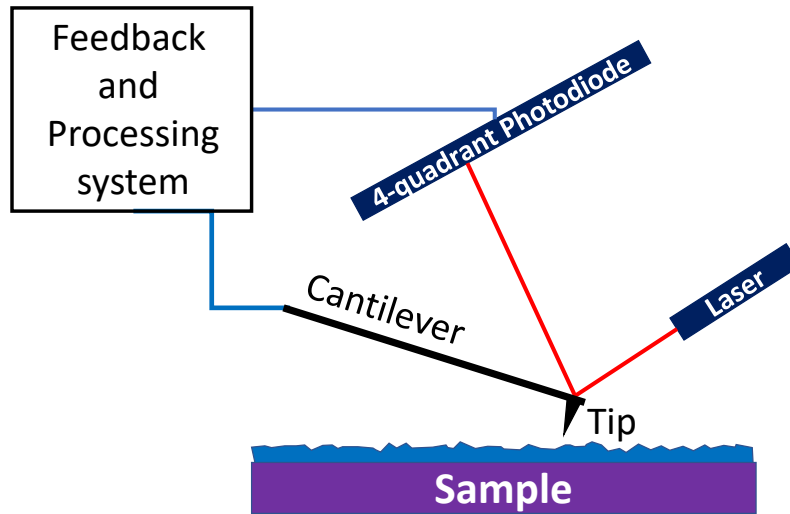 Feedback
and
Processing
system
4-quadrant Photodiode
Laser
Cantilever
Tip
Sample